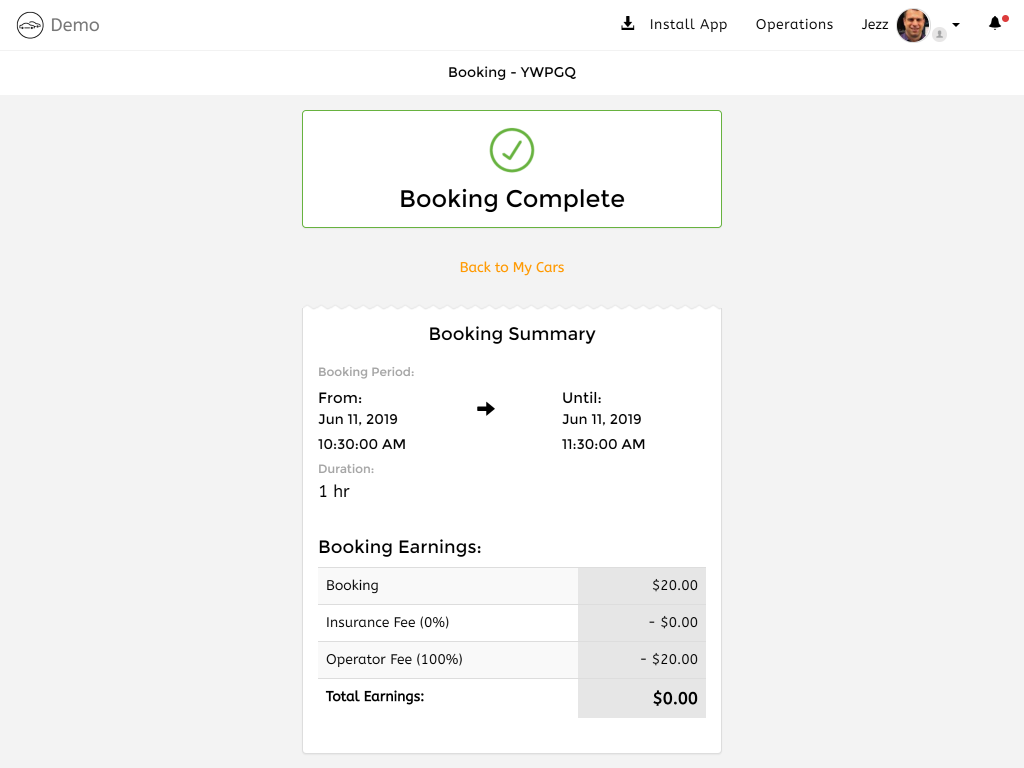 Demo
Install App
Operations
Jezz
Booking - YWPGQ
Booking Complete
Back to My Cars
Booking Summary
Booking Period:
From:
Until:
Jun 11, 2019
Jun 11, 2019
10:30:00 AM
11:30:00 AM
Duration:
1 hr
Booking Earnings:
Booking $20.00
Insurance Fee (0%) - $0.00
Operator Fee (100%) - $20.00
Total Earnings: $0.00